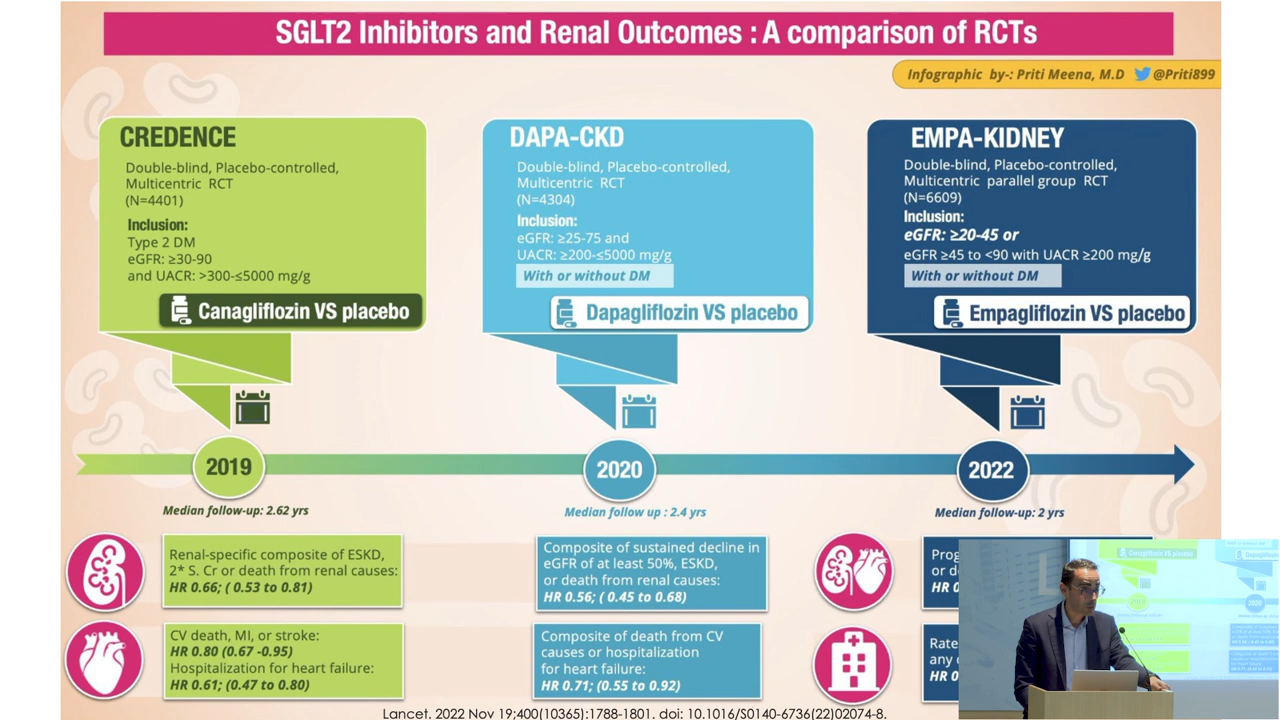 SGLT2 Inhibitors and Renal Outcomes : A comparison of RCTs
Infographic by-: Priti Meena, M.D @Priti899
CREDENCE
Double-blind, Placebo-controlled,
Multicentric RCT
(N=4401)
Inclusion:
Type 2 DM
eGFR: ≥30-90
and UACR: >300-≤5000 mg/g
Canagliflozin VS placebo
DAPA-CKD
Double-blind, Placebo-controlled,
Multicentric RCT
(N=4304)
Inclusion:
eGFR: ≥25-75 and
UACR: ≥200-≤5000 mg/g
With or without DM
Dapagliflozin VS placebo
EMPA-KIDNEY
Double-blind, Placebo-controlled,
Multicentric parallel group RCT
(N=6609)
Inclusion:
eGFR: ≥20-45 or
eGFR ≥45 to <90 with UACR ≥200 mg/g
With or without DM
Empagliflozin VS placebo
2019
2020
2022
Median follow-up: 2.62 yrs
Median follow up : 2.4 yrs
Median follow-up: 2 yrs
Renal-specific composite of ESKD,
2* S. Cr or death from renal causes:
HR 0.66; ( 0.53 to 0.81)
CV death, MI, or stroke:
HR 0.80 (0.67 -0.95)
Hospitalization for heart failure:
HR 0.61; (0.47 to 0.80)
Composite of sustained decline in
eGFR of at least 50%, ESKD,
or death from renal causes:
HR 0.56; ( 0.45 to 0.68)
Composite of death from CV
causes or hospitalization
for heart failure:
HR 0.71; (0.55 to 0.92)
or
HR
Rate
any
HR
Lancet. 2022 Nov 19;400(10365):1788-1801. doi: 10.1016/S0140-6736(22)02074-8.
Canagliflozin VS placebo